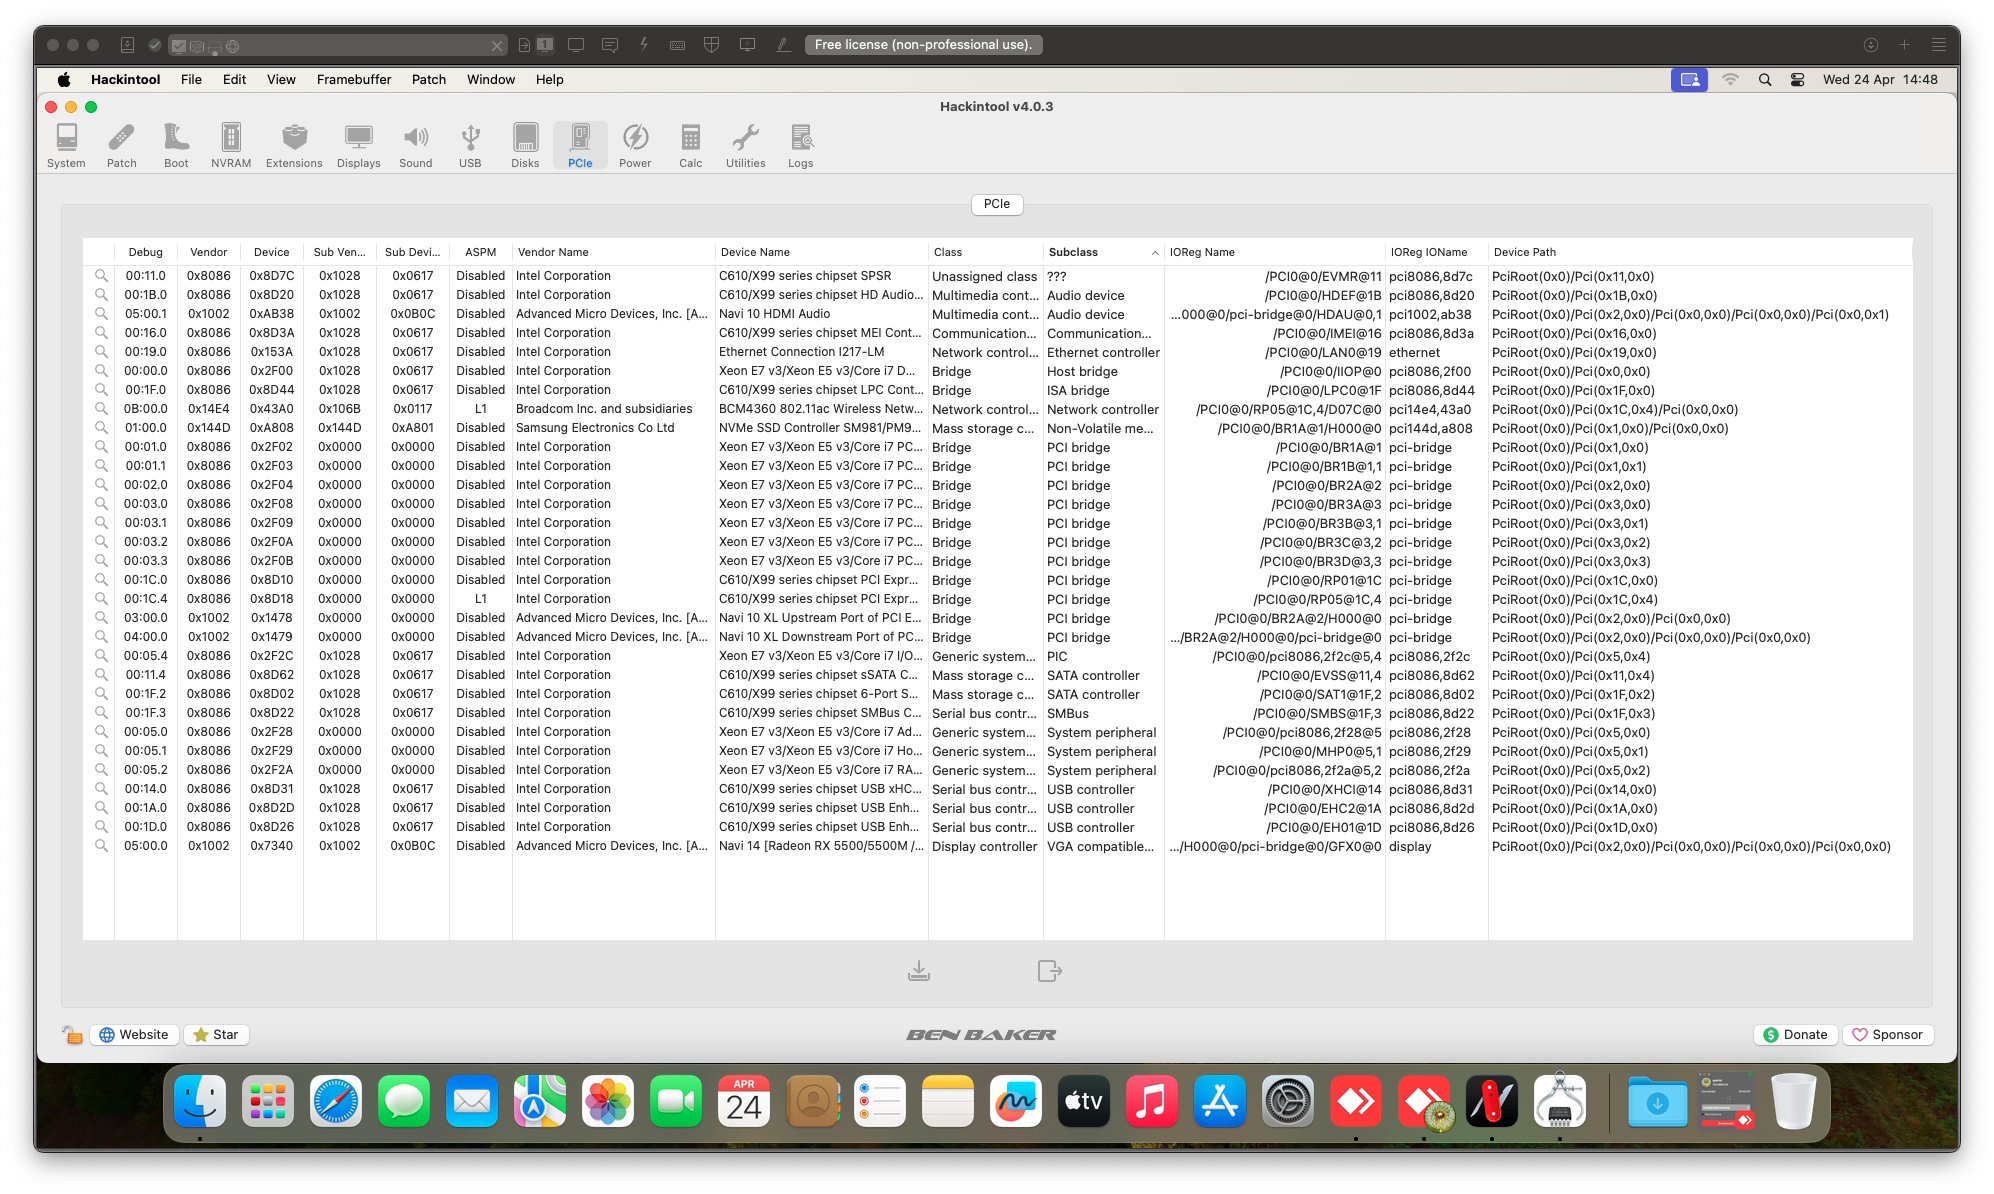 Free license (non-professional use).
Hackintool File Edit View Framebuffer Patch Window Help Wed 24 Apr 14:48
Hackintool v4.0.3
System Patch Boot NVRAM Extensions Displays Sound USB Disks PCIe Power Calc Utilities Logs
PCIe
Debug Vendor Device Sub Ven... Sub Devi... ASPM Vendor Name Device Name Class Subclass IOReg Name IOReg IOName Device Path
00:11.0 0x8086 0x8D7C 0x1028 0x0617 Disabled Intel Corporation C610/X99 series chipset SPSR Unassigned class ??? /PCI0@0/EVMR@11 pci8086,8d7c PciRoot(0x0)/Pci(0x11,0x0)
00:1B.0 0x8086 0x8D20 0x1028 0x0617 Disabled Intel Corporation C610/X99 series chipset HD Audio... Multimedia cont... Audio device /PCI0@0/HDEF@1B pci8086,8d20 PciRoot(0x0)/Pci(0x1B,0x0)
05:00.1 0x1002 0xAB38 0x1002 0x0B0C Disabled Advanced Micro Devices, Inc. [A... Navi 10 HDMI Audio Multimedia cont... Audio device ...000@0/pci-bridge@0/HDAU@0,1 pci1002,ab38 PciRoot(0x0)/Pci(0x2,0x0)/Pci(0x0,0x0)/Pci(0x0,0x0)/Pci(0x0,0x1)
00:16.0 0x8086 0x8D3A 0x1028 0x0617 Disabled Intel Corporation C610/X99 series chipset MEI Cont... Communication... Communication... /PCI0@0/IMEI@16 pci8086,8d3a PciRoot(0x0)/Pci(0x16,0x0)
00:19.0 0x8086 0x153A 0x1028 0x0617 Disabled Intel Corporation Ethernet Connection I217-LM Network control... Ethernet controller /PCI0@0/LAN0@19 ethernet PciRoot(0x0)/Pci(0x19,0x0)
00:00.0 0x8086 0x2F00 0x1028 0x0617 Disabled Intel Corporation Xeon E7 v3/Xeon E5 v3/Core i7 D... Bridge Host bridge /PCI0@0/IIOP@0 pci8086,2f00 PciRoot(0x0)/Pci(0x0,0x0)
00:1F.0 0x8086 0x8D44 0x1028 0x0617 Disabled Intel Corporation C610/X99 series chipset LPC Cont... Bridge ISA bridge /PCI0@0/LPC0@1F pci8086,8d44 PciRoot(0x0)/Pci(0x1F,0x0)
0B:00.0 0x14E4 0x43A0 0x106B 0x0117 L1 Broadcom Inc. and subsidiaries BCM4360 802.11ac Wireless Netw... Network control... Network controller /PCI0@0/RP05@1C,4/D07C@0 pci14e4,43a0 PciRoot(0x0)/Pci(0x1C,0x4)/Pci(0x0,0x0)
01:00.0 0x144D 0xA808 0x144D 0xA801 Disabled Samsung Electronics Co Ltd NVMe SSD Controller SM981/PM9... Mass storage c... Non-Volatile me... /PCI0@0/BR1A@1/H000@0 pci144d,a808 PciRoot(0x0)/Pci(0x1,0x0)/Pci(0x0,0x0)
00:01.0 0x8086 0x2F02 0x0000 0x0000 Disabled Intel Corporation Xeon E7 v3/Xeon E5 v3/Core i7 PC... Bridge PCI bridge /PCI0@0/BR1A@1 pci-bridge PciRoot(0x0)/Pci(0x1,0x0)
00:01.1 0x8086 0x2F03 0x0000 0x0000 Disabled Intel Corporation Xeon E7 v3/Xeon E5 v3/Core i7 PC... Bridge PCI bridge /PCI0@0/BR1B@1,1 pci-bridge PciRoot(0x0)/Pci(0x1,0x1)
00:02.0 0x8086 0x2F04 0x0000 0x0000 Disabled Intel Corporation Xeon E7 v3/Xeon E5 v3/Core i7 PC... Bridge PCI bridge /PCI0@0/BR2A@2 pci-bridge PciRoot(0x0)/Pci(0x2,0x0)
00:03.0 0x8086 0x2F08 0x0000 0x0000 Disabled Intel Corporation Xeon E7 v3/Xeon E5 v3/Core i7 PC... Bridge PCI bridge /PCI0@0/BR3A@3 pci-bridge PciRoot(0x0)/Pci(0x3,0x0)
00:03.1 0x8086 0x2F09 0x0000 0x0000 Disabled Intel Corporation Xeon E7 v3/Xeon E5 v3/Core i7 PC... Bridge PCI bridge /PCI0@0/BR3B@3,1 pci-bridge PciRoot(0x0)/Pci(0x3,0x1)
00:03.2 0x8086 0x2F0A 0x0000 0x0000 Disabled Intel Corporation Xeon E7 v3/Xeon E5 v3/Core i7 PC... Bridge PCI bridge /PCI0@0/BR3C@3,2 pci-bridge PciRoot(0x0)/Pci(0x3,0x2)
00:03.3 0x8086 0x2F0B 0x0000 0x0000 Disabled Intel Corporation Xeon E7 v3/Xeon E5 v3/Core i7 PC... Bridge PCI bridge /PCI0@0/BR3D@3,3 pci-bridge PciRoot(0x0)/Pci(0x3,0x3)
00:1C.0 0x8086 0x8D10 0x0000 0x0000 Disabled Intel Corporation C610/X99 series chipset PCI Expr... Bridge PCI bridge /PCI0@0/RP01@1C pci-bridge PciRoot(0x0)/Pci(0x1C,0x0)
00:1C.4 0x8086 0x8D18 0x0000 0x0000 L1 Intel Corporation C610/X99 series chipset PCI Expr... Bridge PCI bridge /PCI0@0/RP05@1C,4 pci-bridge PciRoot(0x0)/Pci(0x1C,0x4)
03:00.0 0x1002 0x1478 0x0000 0x0000 Disabled Advanced Micro Devices, Inc. [A... Navi 10 XL Upstream Port of PCI E... Bridge PCI bridge /PCI0@0/BR2A@2/H000@0 pci-bridge PciRoot(0x0)/Pci(0x2,0x0)/Pci(0x0,0x0)
04:00.0 0x1002 0x1479 0x0000 0x0000 Disabled Advanced Micro Devices, Inc. [A... Navi 10 XL Downstream Port of PC... Bridge PCI bridge .../BR2A@2/H000@0/pci-bridge@0 pci-bridge PciRoot(0x0)/Pci(0x2,0x0)/Pci(0x0,0x0)/Pci(0x0,0x0)
00:05.4 0x8086 0x2F2C 0x1028 0x0617 Disabled Intel Corporation Xeon E7 v3/Xeon E5 v3/Core i7 I/O... Generic system... PIC /PCI0@0/pci8086,2f2c@5,4 pci8086,2f2c PciRoot(0x0)/Pci(0x5,0x4)
00:11.4 0x8086 0x8D62 0x1028 0x0617 Disabled Intel Corporation C610/X99 series chipset sSATA C... Mass storage c... SATA controller /PCI0@0/EVSS@11,4 pci8086,8d62 PciRoot(0x0)/Pci(0x11,0x4)
00:1F.2 0x8086 0x8D02 0x1028 0x0617 Disabled Intel Corporation C610/X99 series chipset 6-Port S... Mass storage c... SATA controller /PCI0@0/SAT1@1F,2 pci8086,8d02 PciRoot(0x0)/Pci(0x1F,0x2)
00:1F.3 0x8086 0x8D22 0x1028 0x0617 Disabled Intel Corporation C610/X99 series chipset SMBus C... Serial bus contr... SMBus /PCI0@0/SMBS@1F,3 pci8086,8d22 PciRoot(0x0)/Pci(0x1F,0x3)
00:05.0 0x8086 0x2F28 0x0000 0x0000 Disabled Intel Corporation Xeon E7 v3/Xeon E5 v3/Core i7 Ad... Generic system... System peripheral /PCI0@0/pci8086,2f28@5 pci8086,2f28 PciRoot(0x0)/Pci(0x5,0x0)
00:05.1 0x8086 0x2F29 0x0000 0x0000 Disabled Intel Corporation Xeon E7 v3/Xeon E5 v3/Core i7 Ho... Generic system... System peripheral /PCI0@0/MHP0@5,1 pci8086,2f29 PciRoot(0x0)/Pci(0x5,0x1)
00:05.2 0x8086 0x2F2A 0x0000 0x0000 Disabled Intel Corporation Xeon E7 v3/Xeon E5 v3/Core i7 RA... Generic system... System peripheral /PCI0@0/pci8086,2f2a@5,2 pci8086,2f2a PciRoot(0x0)/Pci(0x5,0x2)
00:14.0 0x8086 0x8D31 0x1028 0x0617 Disabled Intel Corporation C610/X99 series chipset USB xHC... Serial bus contr... USB controller /PCI0@0/XHCI@14 pci8086,8d31 PciRoot(0x0)/Pci(0x14,0x0)
00:1A.0 0x8086 0x8D2D 0x1028 0x0617 Disabled Intel Corporation C610/X99 series chipset USB Enh... Serial bus contr... USB controller /PCI0@0/EHC2@1A pci8086,8d2d PciRoot(0x0)/Pci(0x1A,0x0)
00:1D.0 0x8086 0x8D26 0x1028 0x0617 Disabled Intel Corporation C610/X99 series chipset USB Enh... Serial bus contr... USB controller /PCI0@0/EH01@1D pci8086,8d26 PciRoot(0x0)/Pci(0x1D,0x0)
05:00.0 0x1002 0x7340 0x1002 0x0B0C Disabled Advanced Micro Devices, Inc. [A... Navi 14 [Radeon RX 5500/5500M /... Display controller VGA compatible... .../H000@0/pci-bridge@0/GFX0@0 display PciRoot(0x0)/Pci(0x2,0x0)/Pci(0x0,0x0)/Pci(0x0,0x0)/Pci(0x0,0x0)
Website Star BEN BAKER Donate Sponsor
APR
24
tv